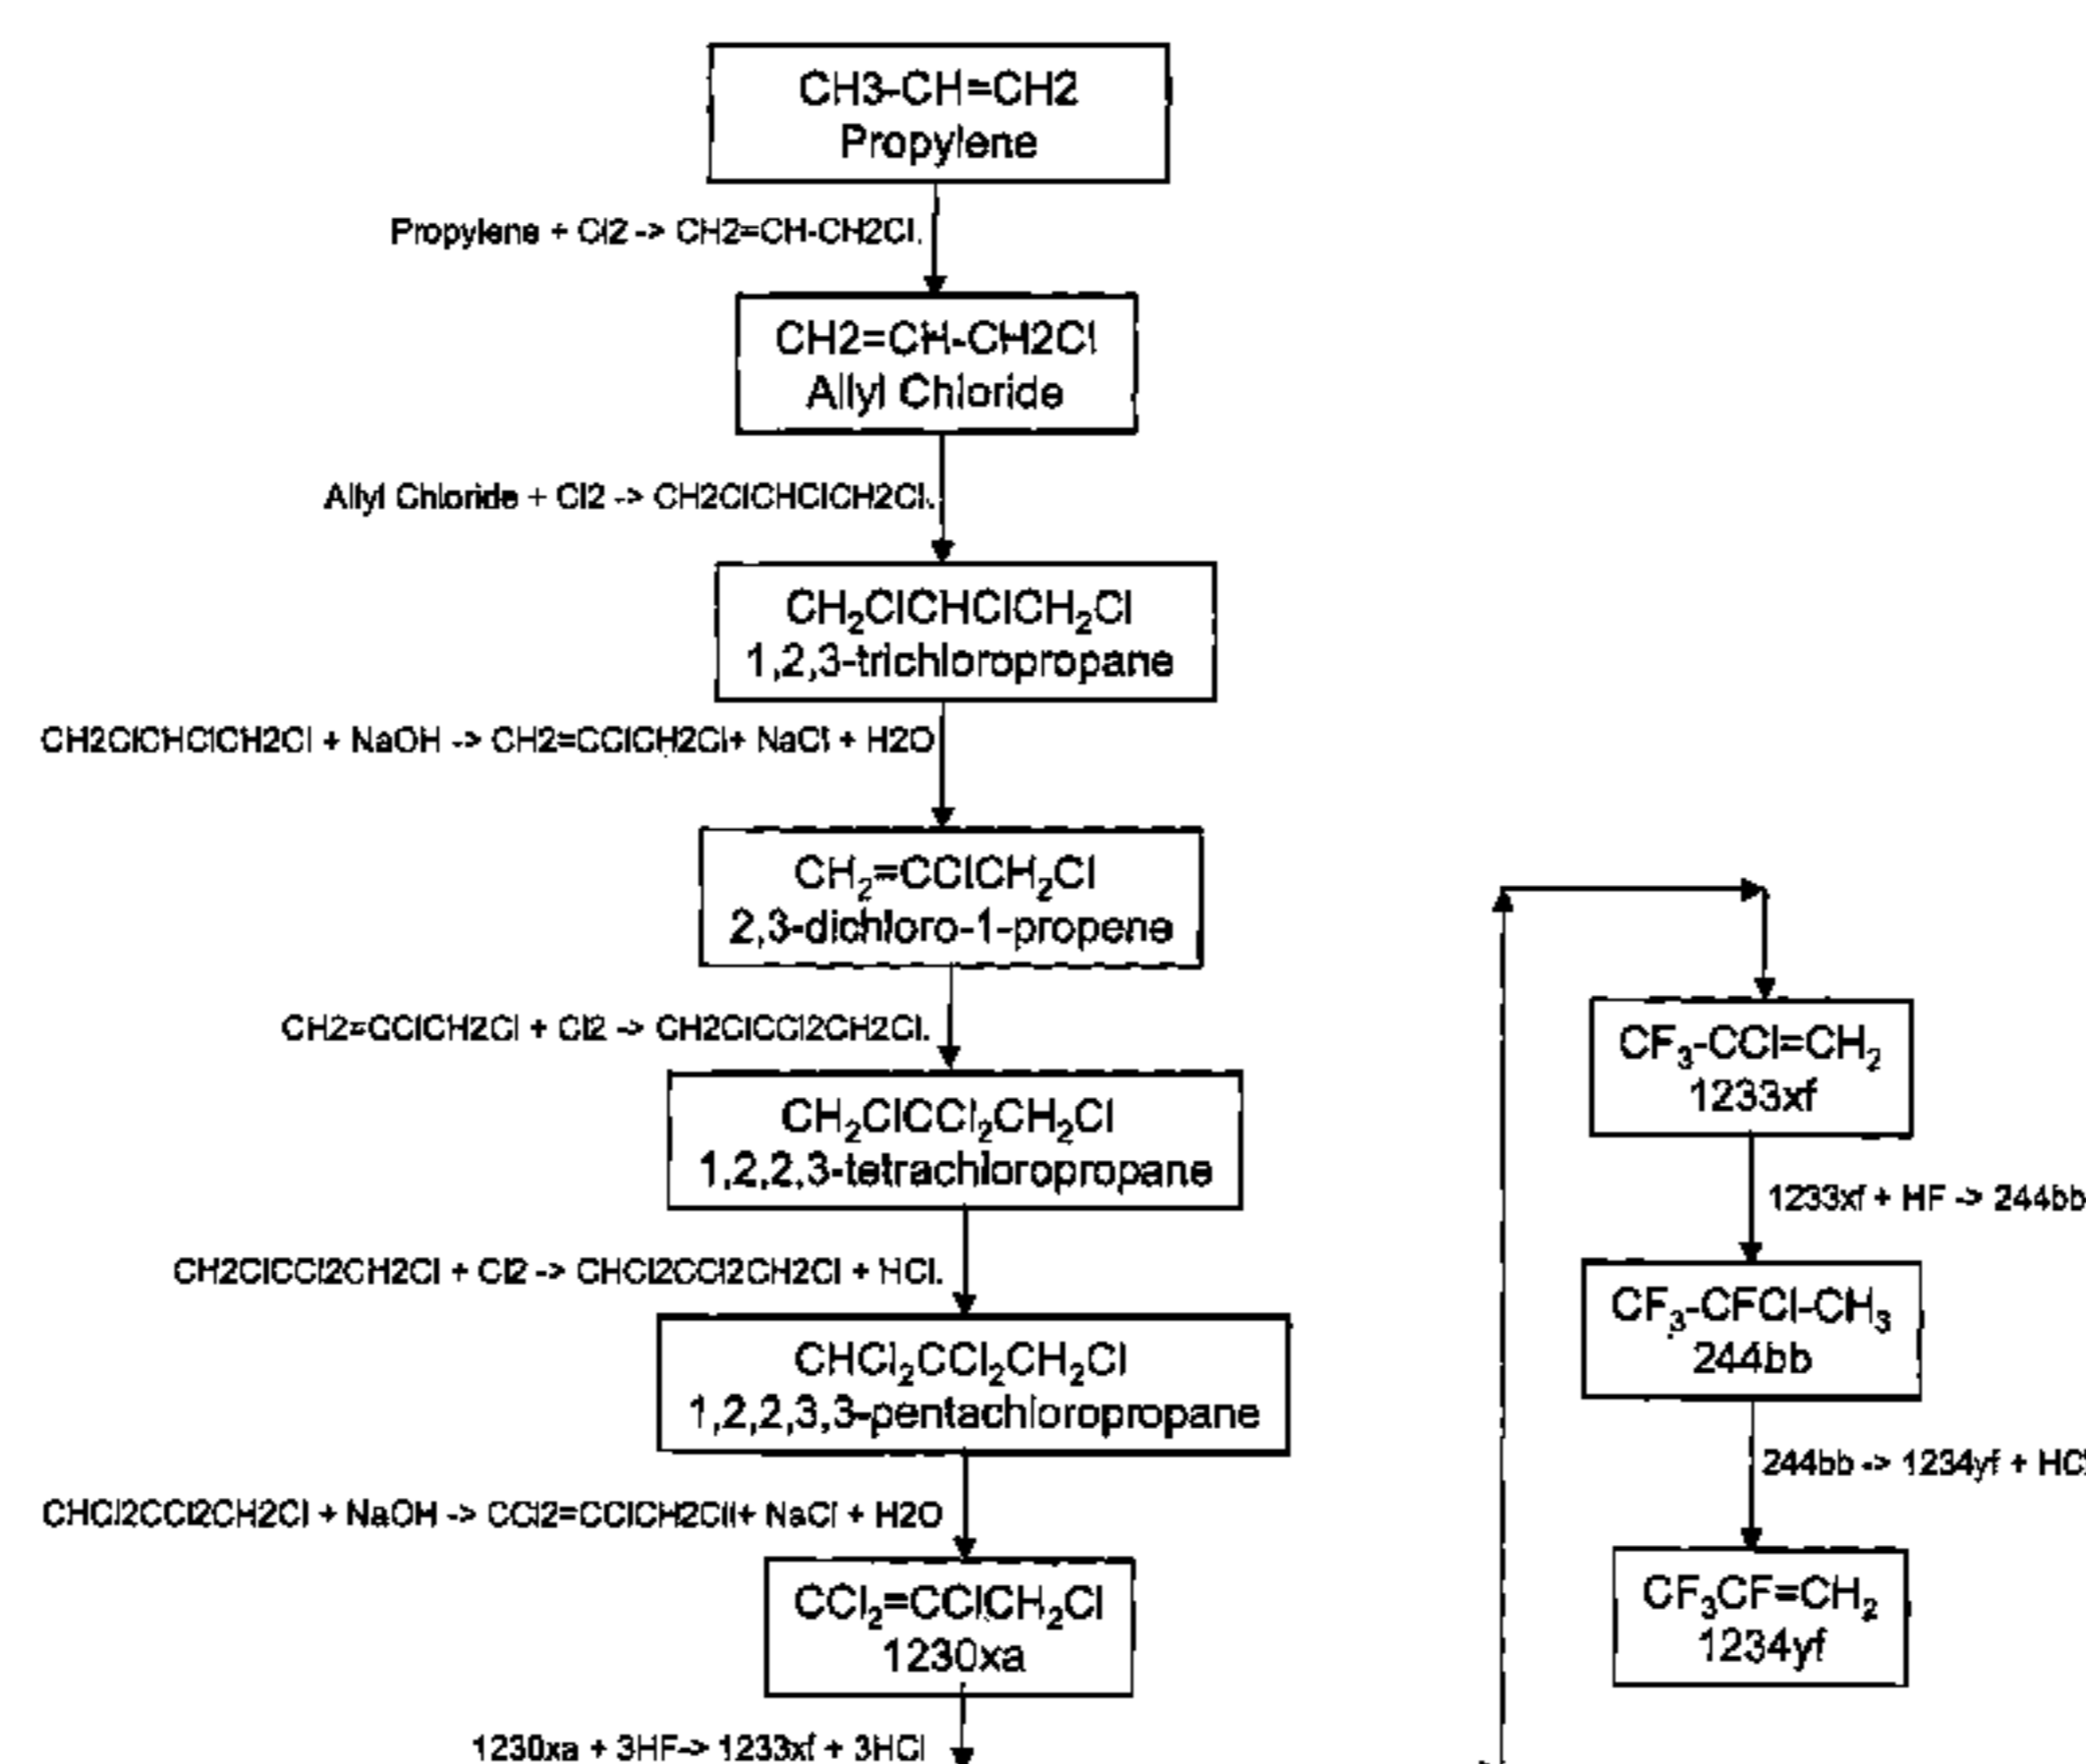 CH3-CH=CH2
Propylene
Propylene + Cl2 -> CH2=CH-CH2Cl.
CH2=CH-CH2Cl
Allyl Chloride
Allyl Chloride + Cl2 -> CH2ClCHClCH2Cl.
CH₂ClCHClCH₂Cl
1,2,3-trichloropropane
CH2ClCHClCH2Cl + NaOH -> CH2=CClCH2Cl+ NaCl + H2O
CH₂=CClCH₂Cl
2,3-dichloro-1-propene
CH2=CClCH2Cl + Cl2 -> CH2ClCCl2CH2Cl.
CH₂ClCCl₂CH₂Cl
1,2,2,3-tetrachloropropane
CH2ClCCl2CH2Cl + Cl2 -> CHCl2CCl2CH2Cl + HCl.
CHCl₂CCl₂CH₂Cl
1,2,2,3,3-pentachloropropane
CHCl2CCl2CH2Cl + NaOH -> CCl2=CClCH2Cl(+ NaCl + H2O
CCl₂=CClCH₂Cl
1230xa
1230xa + 3HF-> 1233xf + 3HCl
CF₃-CCl=CH₂
1233xf
1233xf + HF -> 244bb
CF₃-CFCl-CH₃
244bb
244bb -> 1234yf + HCl
CF₃CF=CH₂
1234yf